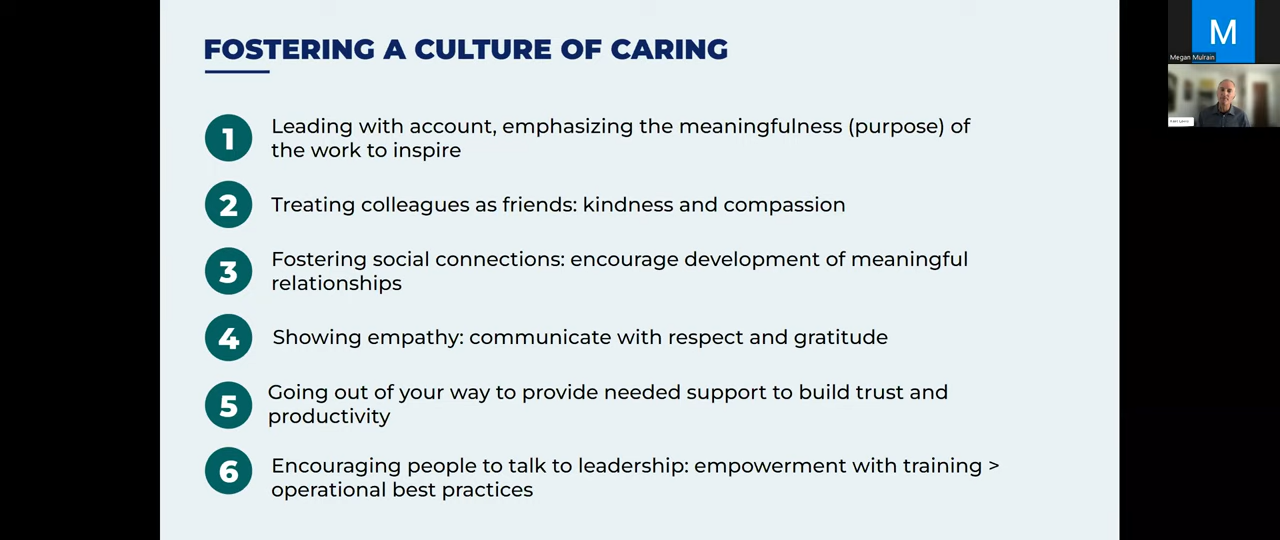 FOSTERING A CULTURE OF CARING
1
Leading with account, emphasizing the meaningfulness (purpose) of
the work to inspire
2
Treating colleagues as friends: kindness and compassion
3
Fostering social connections: encourage development of meaningful
relationships
4
Showing empathy: communicate with respect and gratitude
5
Going out of your way to provide needed support to build trust and
productivity
6
Encouraging people to talk to leadership: empowerment with training >
operational best practices
M
Megan Mulrain